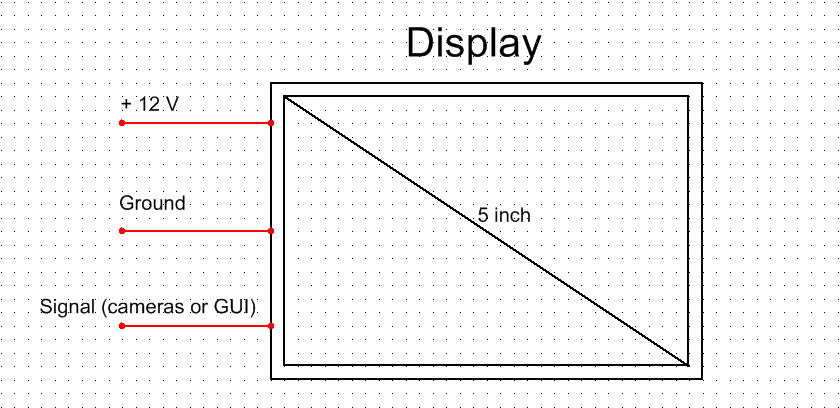 Display
+ 12 V
Ground
5 inch
Signal (cameras or GUI)